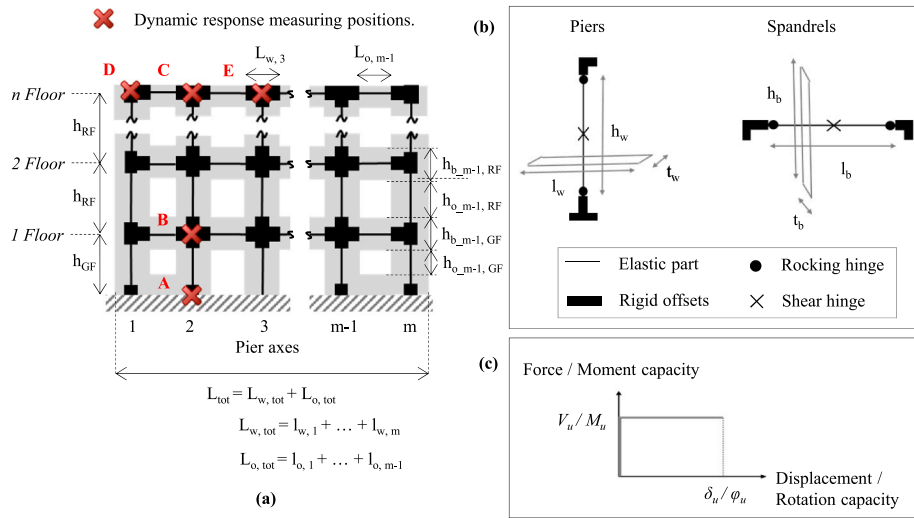 Dynamic response measuring positions.
D
C
E
L_w, 3
L_o, m-1
n Floor
h_RF
2 Floor
h_RF
B
1 Floor
h_GF
A
h_b_m-1, RF
h_o_m-1, RF
h_b_m-1, GF
h_o_m-1, GF
1 2 3 m-1 m
Pier axes
L_tot = L_w, tot + L_o, tot
L_w, tot = l_w, 1 + … + l_w, m
L_o, tot = l_o, 1 + … + l_o, m-1
(a)
(b)
Piers
Spandrels
h_w
l_w
t_w
h_b
l_b
t_b
Elastic part
Rocking hinge
Rigid offsets
Shear hinge
(c)
Force / Moment capacity
V_u / M_u
δ_u / φ_u
Displacement /
Rotation capacity